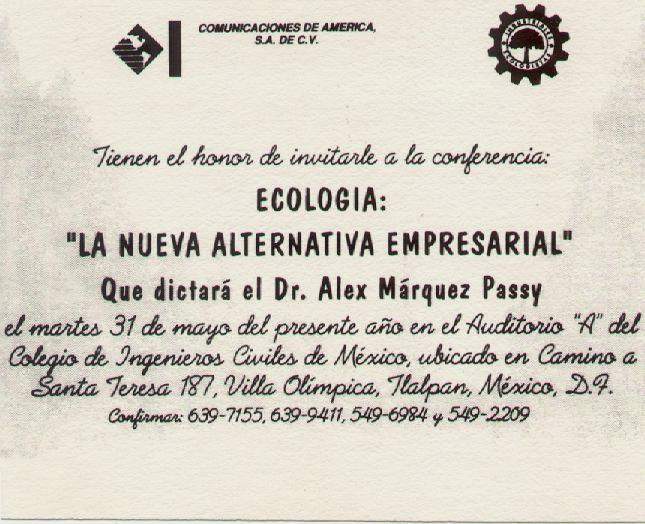 COMUNICACIONES DE AMERICA,
S.A. DE C.V.
INDUSTRIALES
ECOLOGISTAS
Tienen el honor de invitarle a la conferencia:
ECOLOGIA:
"LA NUEVA ALTERNATIVA EMPRESARIAL"
Que dictará el Dr. Alex Márquez Passy
el martes 31 de mayo del presente año en el Auditorio "A" del
Colegio de Ingenieros Civiles de México, ubicado en Camino a
Santa Teresa 187, Villa Olímpica, Tlalpan, México, D.F.
Confirmar: 639-7155, 639-9411, 549-6984 y 549-2209